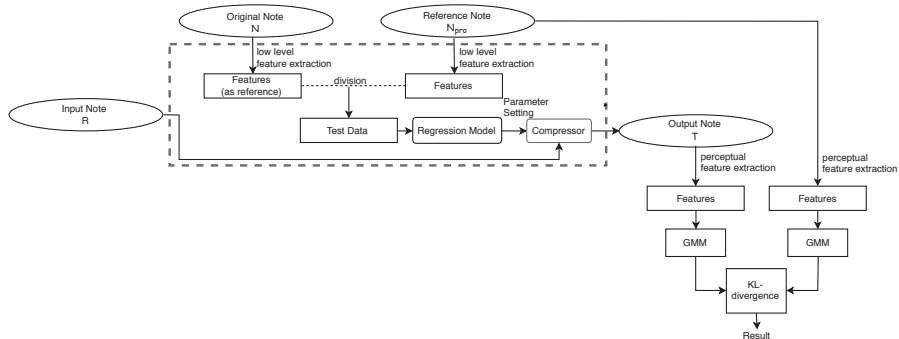 Original Note
N
Reference Note
Npro
low level
feature extraction
low level
feature extraction
Features
(as reference)
division
Features
Input Note
R
Parameter
Setting
Test Data
Regression Model
Compressor
Output Note
T
perceptual
feature extraction
perceptual
feature extraction
Features
Features
GMM
GMM
KL-
divergence
Result